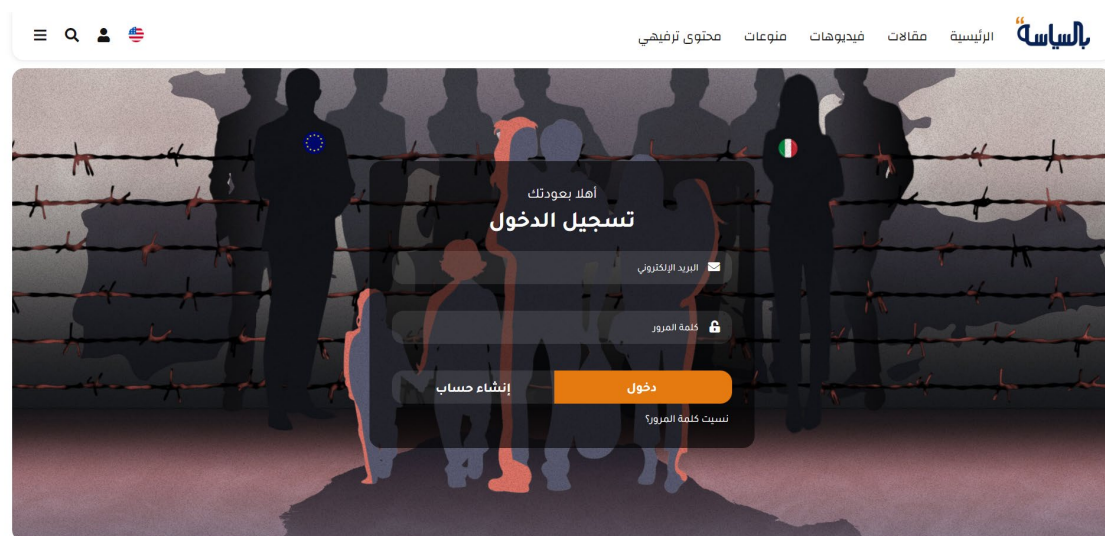 بالسياسة الرئيسية مقالات فيديوهات منوعات محتوى ترفيهي
أهلا بعودتك
تسجيل الدخول
البريد الإلكتروني
كلمة المرور
دخول
إنشاء حساب
نسيت كلمة المرور؟